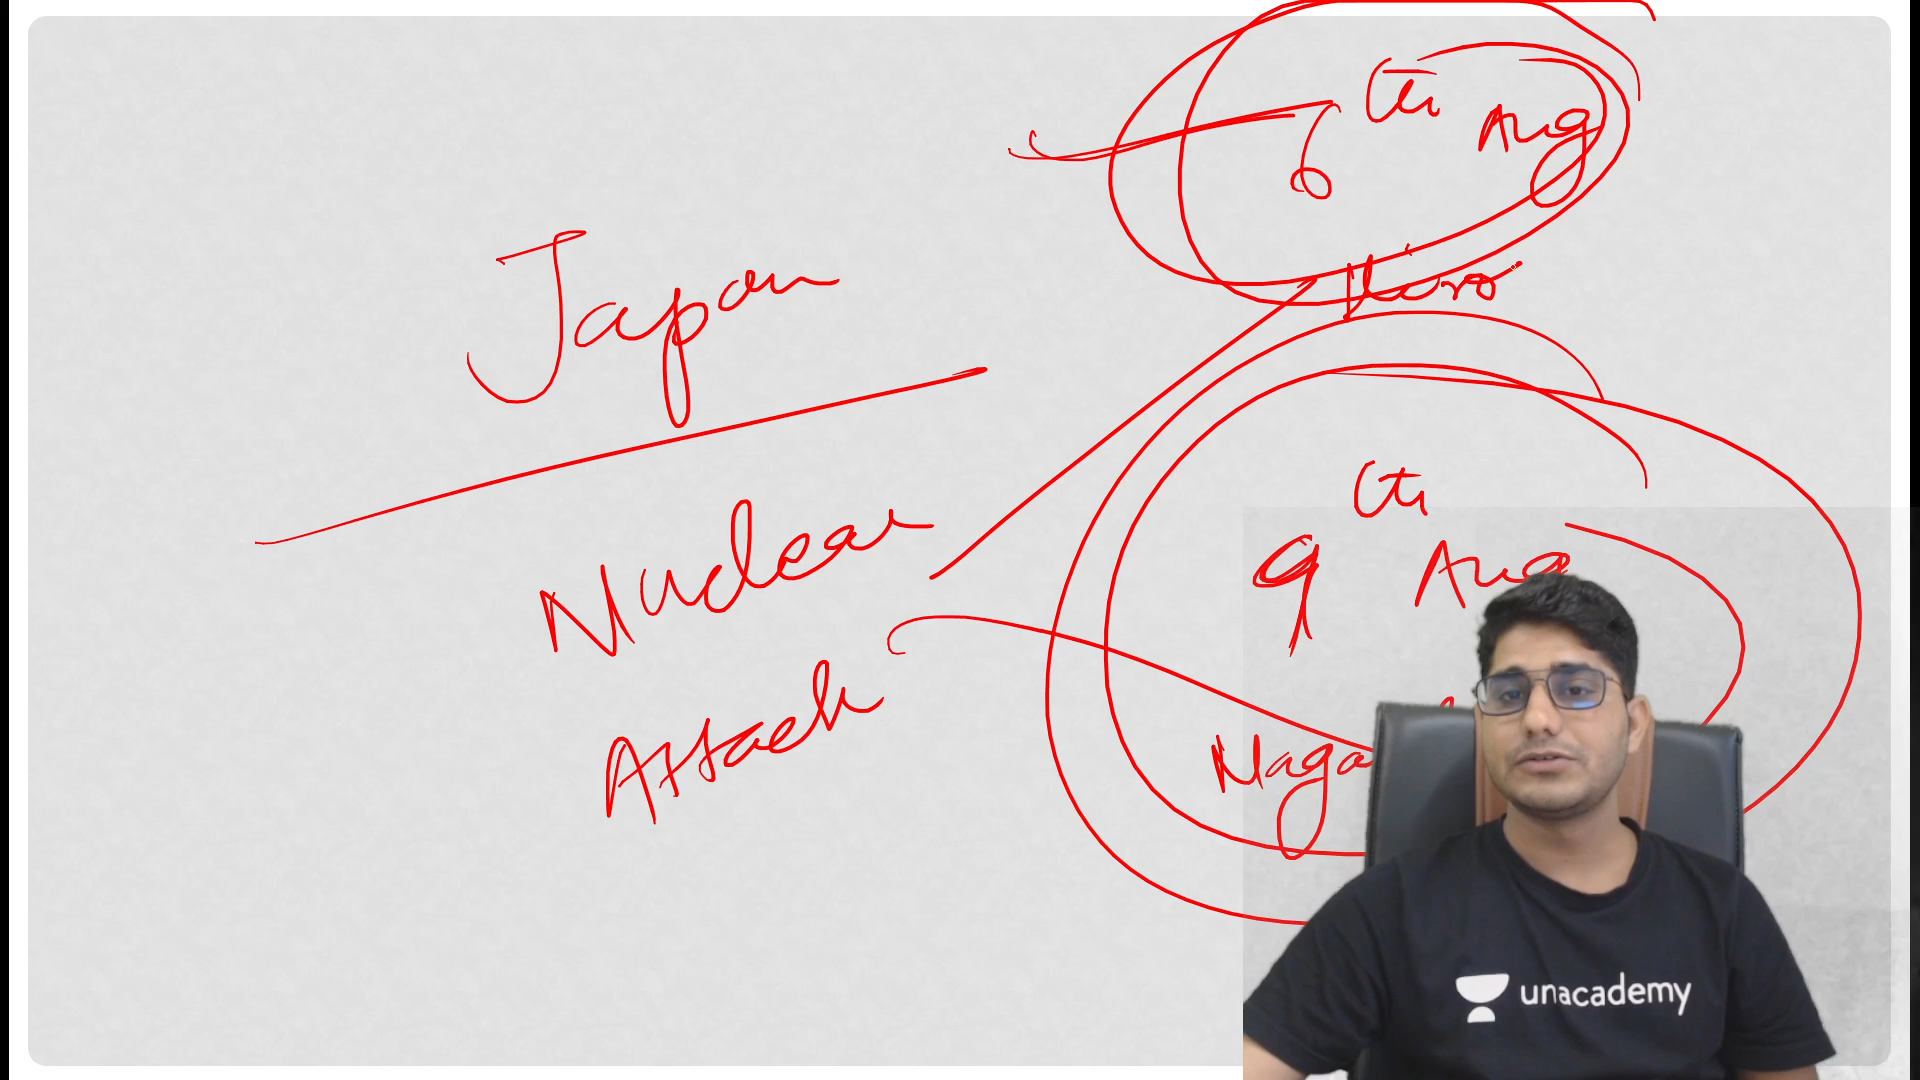 6th Aug
Hiro
Japan
Nuclear
Attack
9th Aug
Naga
unacademy